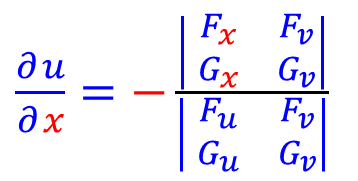 ∂u/∂x = − |F_x F_v; G_x G_v| / |F_u F_v; G_u G_v|